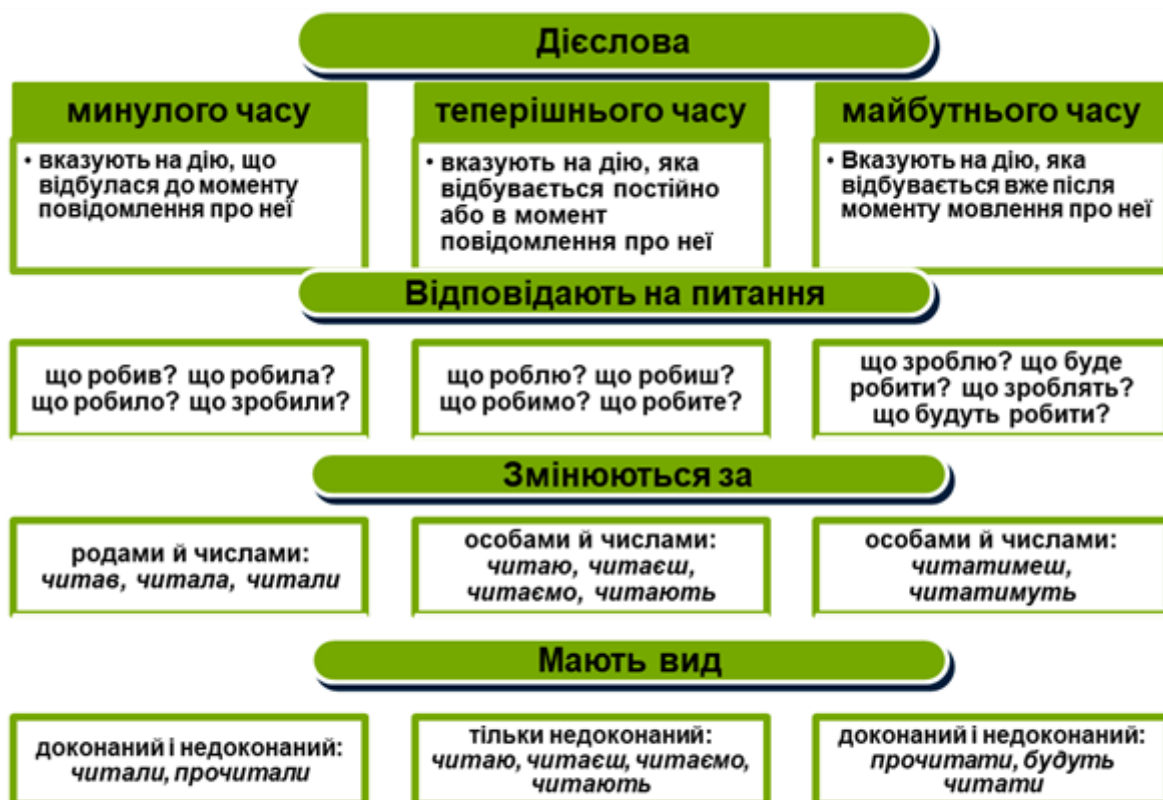 Дієслова
минулого часу
• вказують на дію, що
відбулася до моменту
повідомлення про неї
теперішнього часу
• вказують на дію, яка
відбувається постійно
або в момент
повідомлення про неї
майбутнього часу
• Вказують на дію, яка
відбувається вже після
моменту мовлення про неї
Відповідають на питання
що робив? що робила?
що робило? що зробили?
що роблю? що робиш?
що робимо? що робите?
що зроблю? що буде
робити? що зроблять?
що будуть робити?
Змінюються за
родами й числами:
читав, читала, читали
особами й числами:
читаю, читаєш,
читаємо, читають
особами й числами:
читатимеш,
читатимуть
Мають вид
доконаний і недоконаний:
читали, прочитали
тільки недоконаний:
читаю, читаєш, читаємо,
читають
доконаний і недоконаний:
прочитати, будуть
читати